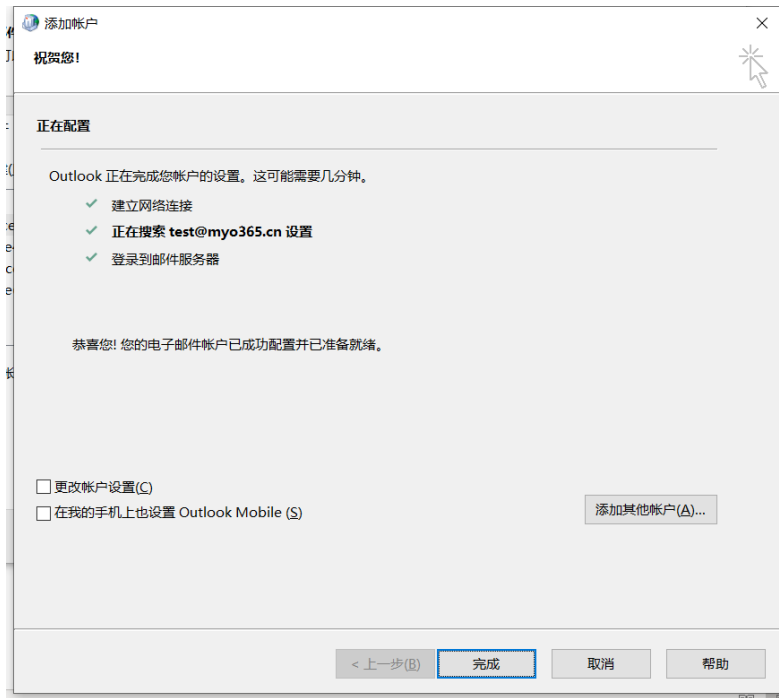 添加帐户
祝贺您!
正在配置
Outlook 正在完成您帐户的设置。这可能需要几分钟。
建立网络连接
正在搜索 test@myo365.cn 设置
登录到邮件服务器
恭喜您! 您的电子邮件帐户已成功配置并已准备就绪。
更改帐户设置(C)
在我的手机上也设置 Outlook Mobile (S)
添加其他帐户(A)...
< 上一步(B)
完成
取消
帮助